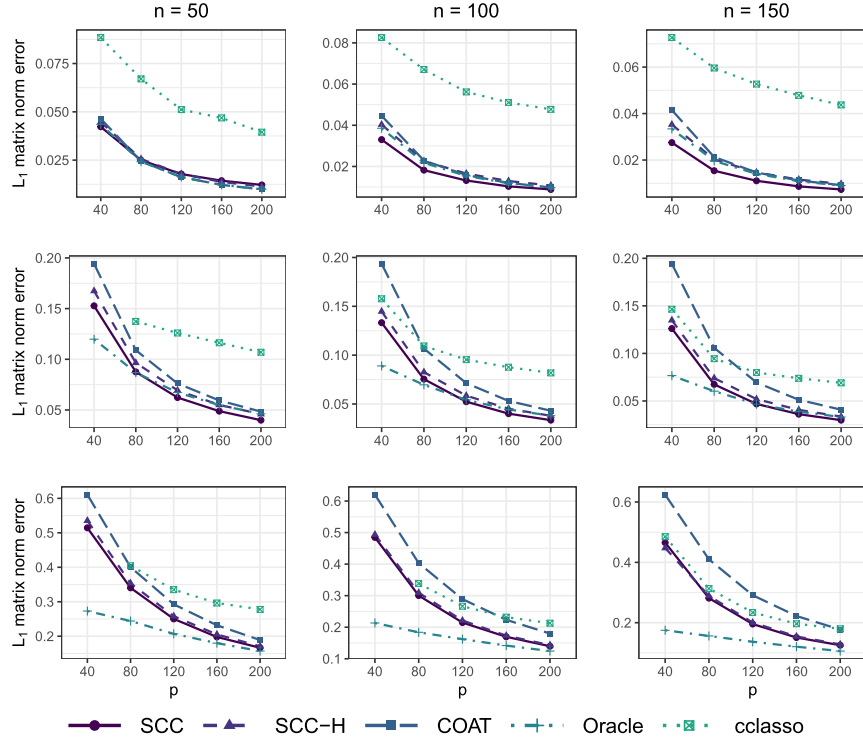 n = 50 n = 100 n = 150
L1 matrix norm error
0.075 0.050 0.025
0.08 0.06 0.04 0.02
0.06 0.04 0.02
40 80 120 160 200 40 80 120 160 200 40 80 120 160 200
L1 matrix norm error
0.20 0.15 0.10 0.05
0.20 0.15 0.10 0.05
0.20 0.15 0.10 0.05
40 80 120 160 200 40 80 120 160 200 40 80 120 160 200
L1 matrix norm error
0.6 0.5 0.4 0.3 0.2
0.6 0.5 0.4 0.3 0.2 0.1
0.6 0.4 0.2
40 80 120 160 200 40 80 120 160 200 40 80 120 160 200
p p p
SCC SCC−H COAT Oracle cclasso